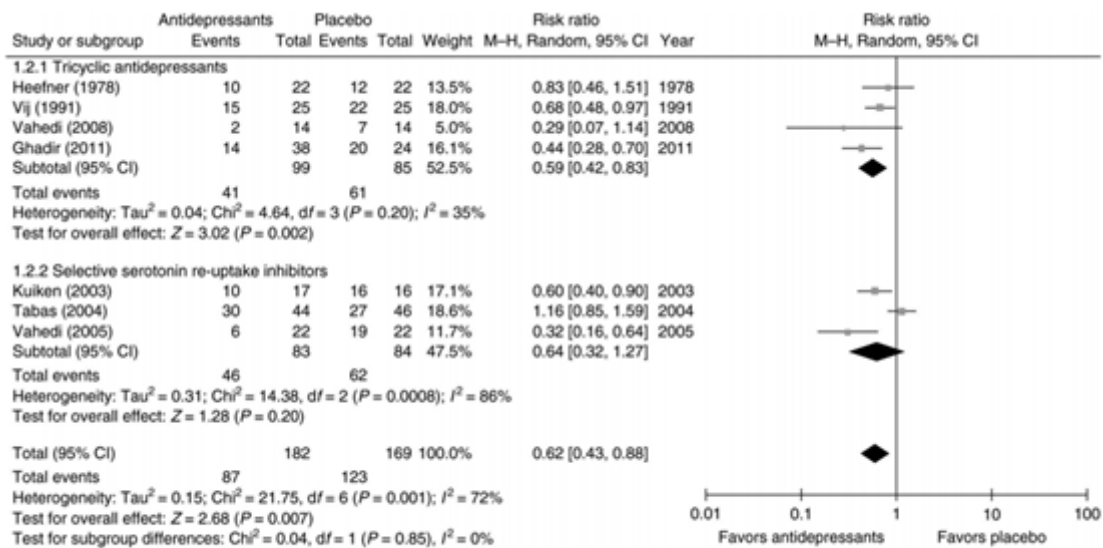 Antidepressants Placebo Risk ratio Risk ratio
Study or subgroup Events Total Events Total Weight M–H, Random, 95% CI Year M–H, Random, 95% CI
1.2.1 Tricyclic antidepressants
Heefner (1978) 10 22 12 22 13.5% 0.83 [0.46, 1.51] 1978
Vij (1991) 15 25 22 25 18.0% 0.68 [0.48, 0.97] 1991
Vahedi (2008) 2 14 7 14 5.0% 0.29 [0.07, 1.14] 2008
Ghadir (2011) 14 38 20 24 16.1% 0.44 [0.28, 0.70] 2011
Subtotal (95% CI) 99 85 52.5% 0.59 [0.42, 0.83]
Total events 41 61
Heterogeneity: Tau² = 0.04; Chi² = 4.64, df = 3 (P = 0.20); I² = 35%
Test for overall effect: Z = 3.02 (P = 0.002)
1.2.2 Selective serotonin re-uptake inhibitors
Kuiken (2003) 10 17 16 16 17.1% 0.60 [0.40, 0.90] 2003
Tabas (2004) 30 44 27 46 18.6% 1.16 [0.85, 1.59] 2004
Vahedi (2005) 6 22 19 22 11.7% 0.32 [0.16, 0.64] 2005
Subtotal (95% CI) 83 84 47.5% 0.64 [0.32, 1.27]
Total events 46 62
Heterogeneity: Tau² = 0.31; Chi² = 14.38, df = 2 (P = 0.0008); I² = 86%
Test for overall effect: Z = 1.28 (P = 0.20)
Total (95% CI) 182 169 100.0% 0.62 [0.43, 0.88]
Total events 87 123
Heterogeneity: Tau² = 0.15; Chi² = 21.75, df = 6 (P = 0.001); I² = 72%
Test for overall effect: Z = 2.68 (P = 0.007)
Test for subgroup differences: Chi² = 0.04, df = 1 (P = 0.85), I² = 0%
0.01 0.1 1 10 100
Favors antidepressants Favors placebo